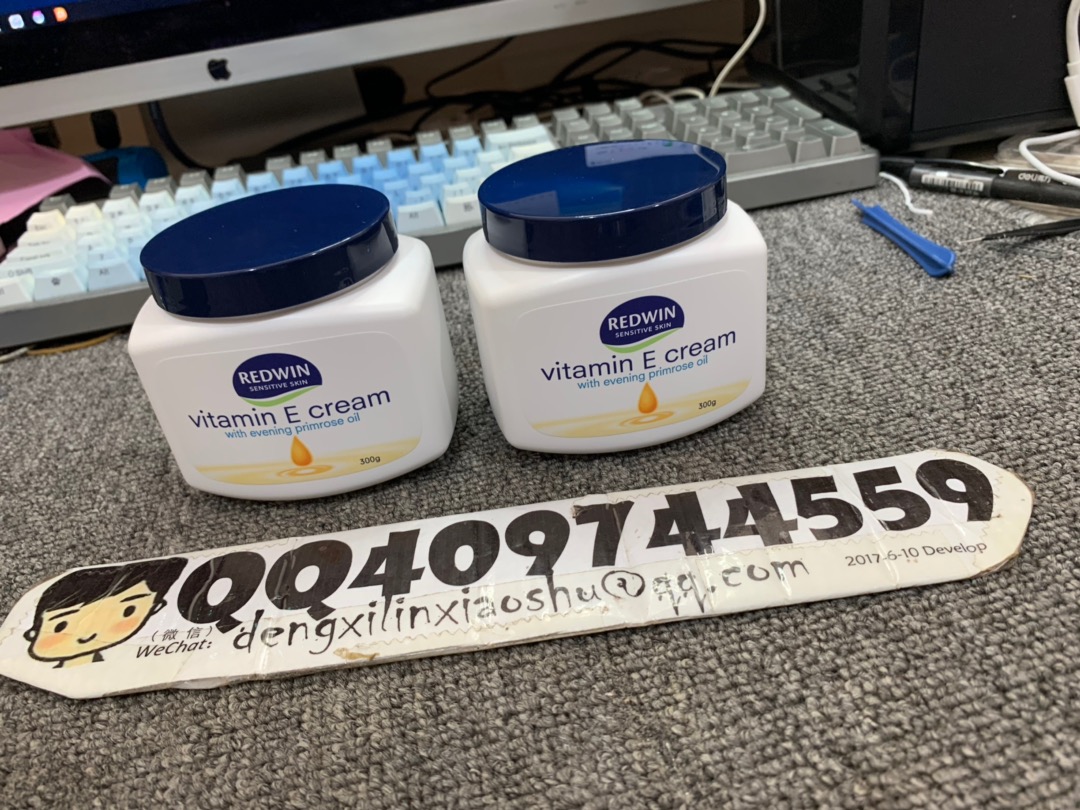 REDWIN
SENSITIVE SKIN
vitamin E cream
with evening primrose oil
300g
REDWIN
SENSITIVE SKIN
vitamin E cream
with evening primrose oil
300g
QQ409744559
2017-6-10 Develop
(微 信)
WeChat: dengxilinxiaoshu@qq.com
deli